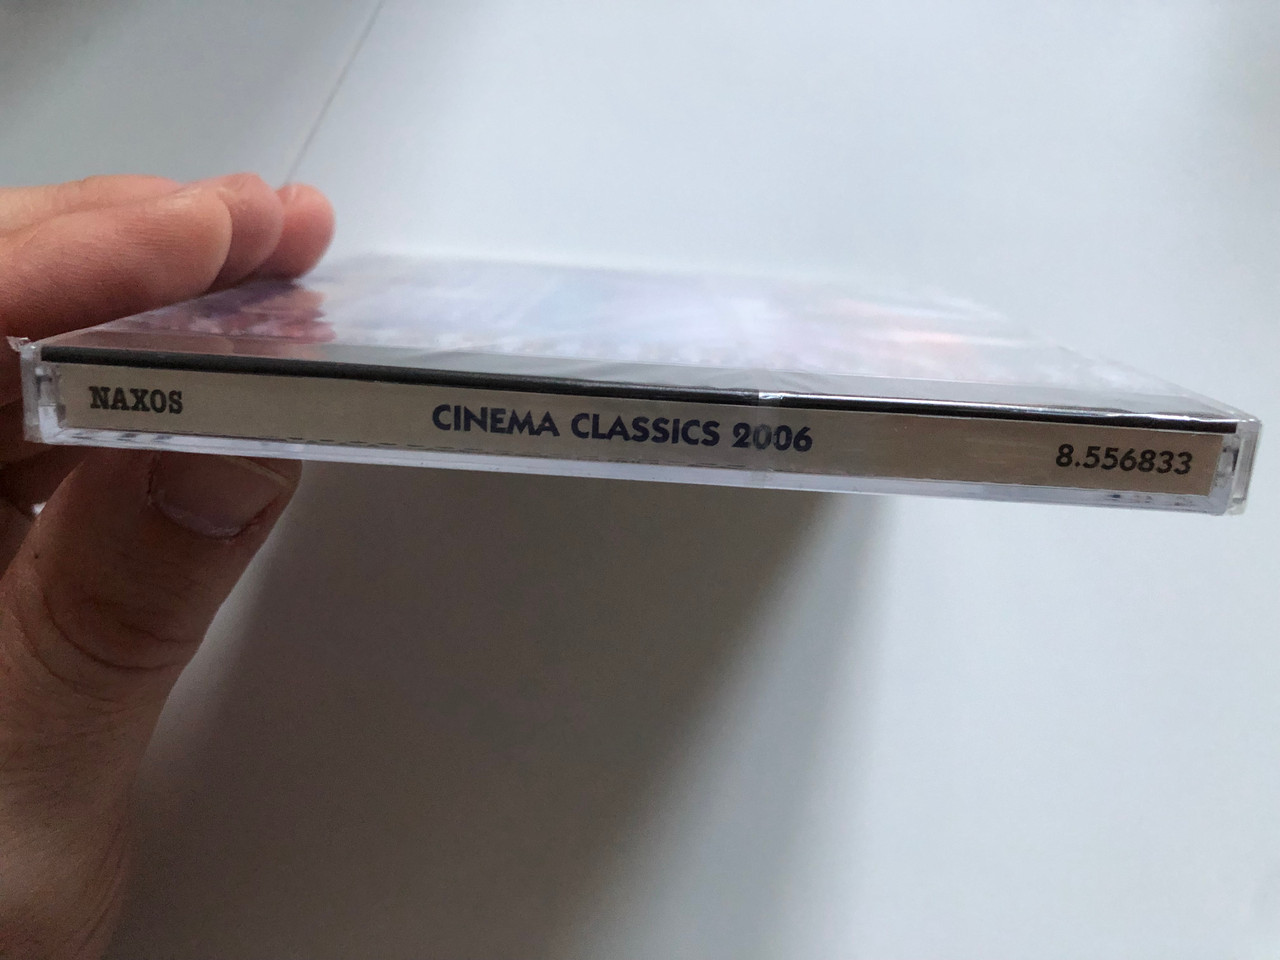 NAXOS
CINEMA CLASSICS 2006
8.556833